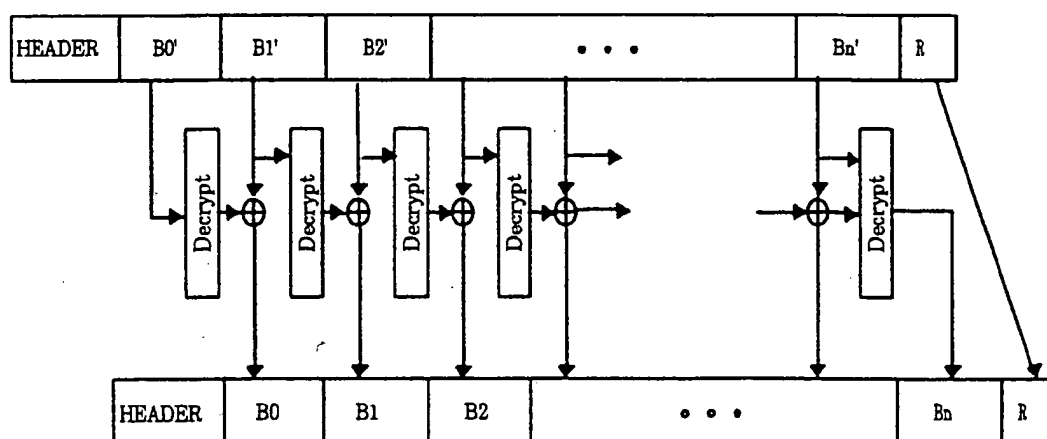 HEADER B0' B1' B2' • • • Bn' R
Decrypt Decrypt Decrypt Decrypt Decrypt
HEADER B0 B1 B2 • • • Bn R